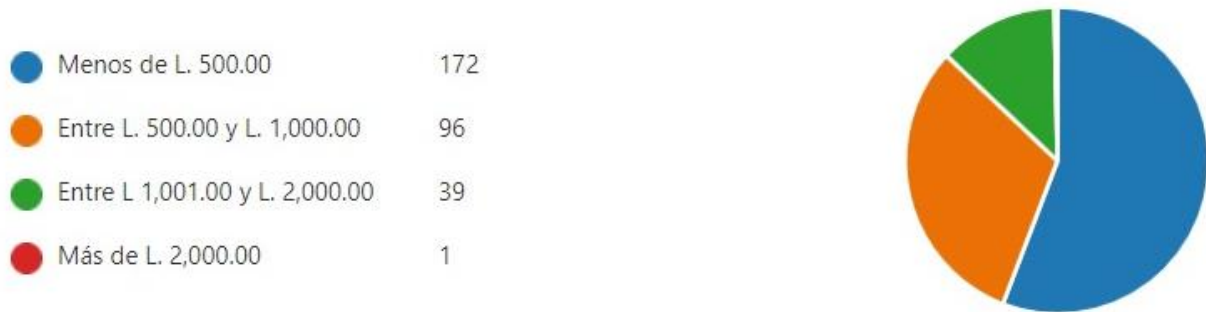 Menos de L. 500.00 172
Entre L. 500.00 y L. 1,000.00 96
Entre L 1,001.00 y L. 2,000.00 39
Más de L. 2,000.00 1